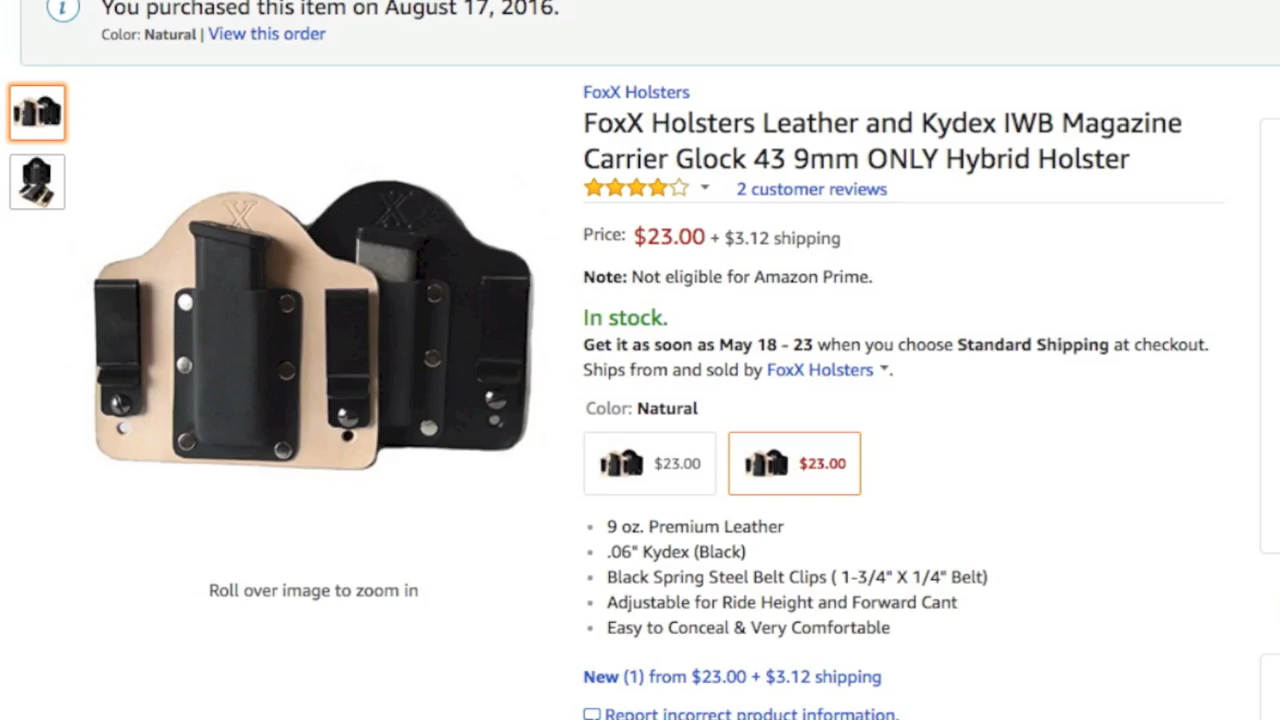 You purchased this item on August 17, 2016.
Color: Natural | View this order
FoxX Holsters
FoxX Holsters Leather and Kydex IWB Magazine
Carrier Glock 43 9mm ONLY Hybrid Holster
2 customer reviews
Price: $23.00 + $3.12 shipping
Note: Not eligible for Amazon Prime.
In stock.
Get it as soon as May 18 - 23 when you choose Standard Shipping at checkout.
Ships from and sold by FoxX Holsters.
Color: Natural
$23.00 $23.00
9 oz. Premium Leather
.06" Kydex (Black)
Black Spring Steel Belt Clips ( 1-3/4" X 1/4" Belt)
Adjustable for Ride Height and Forward Cant
Easy to Conceal & Very Comfortable
Roll over image to zoom in
New (1) from $23.00 + $3.12 shipping
Report incorrect product information.